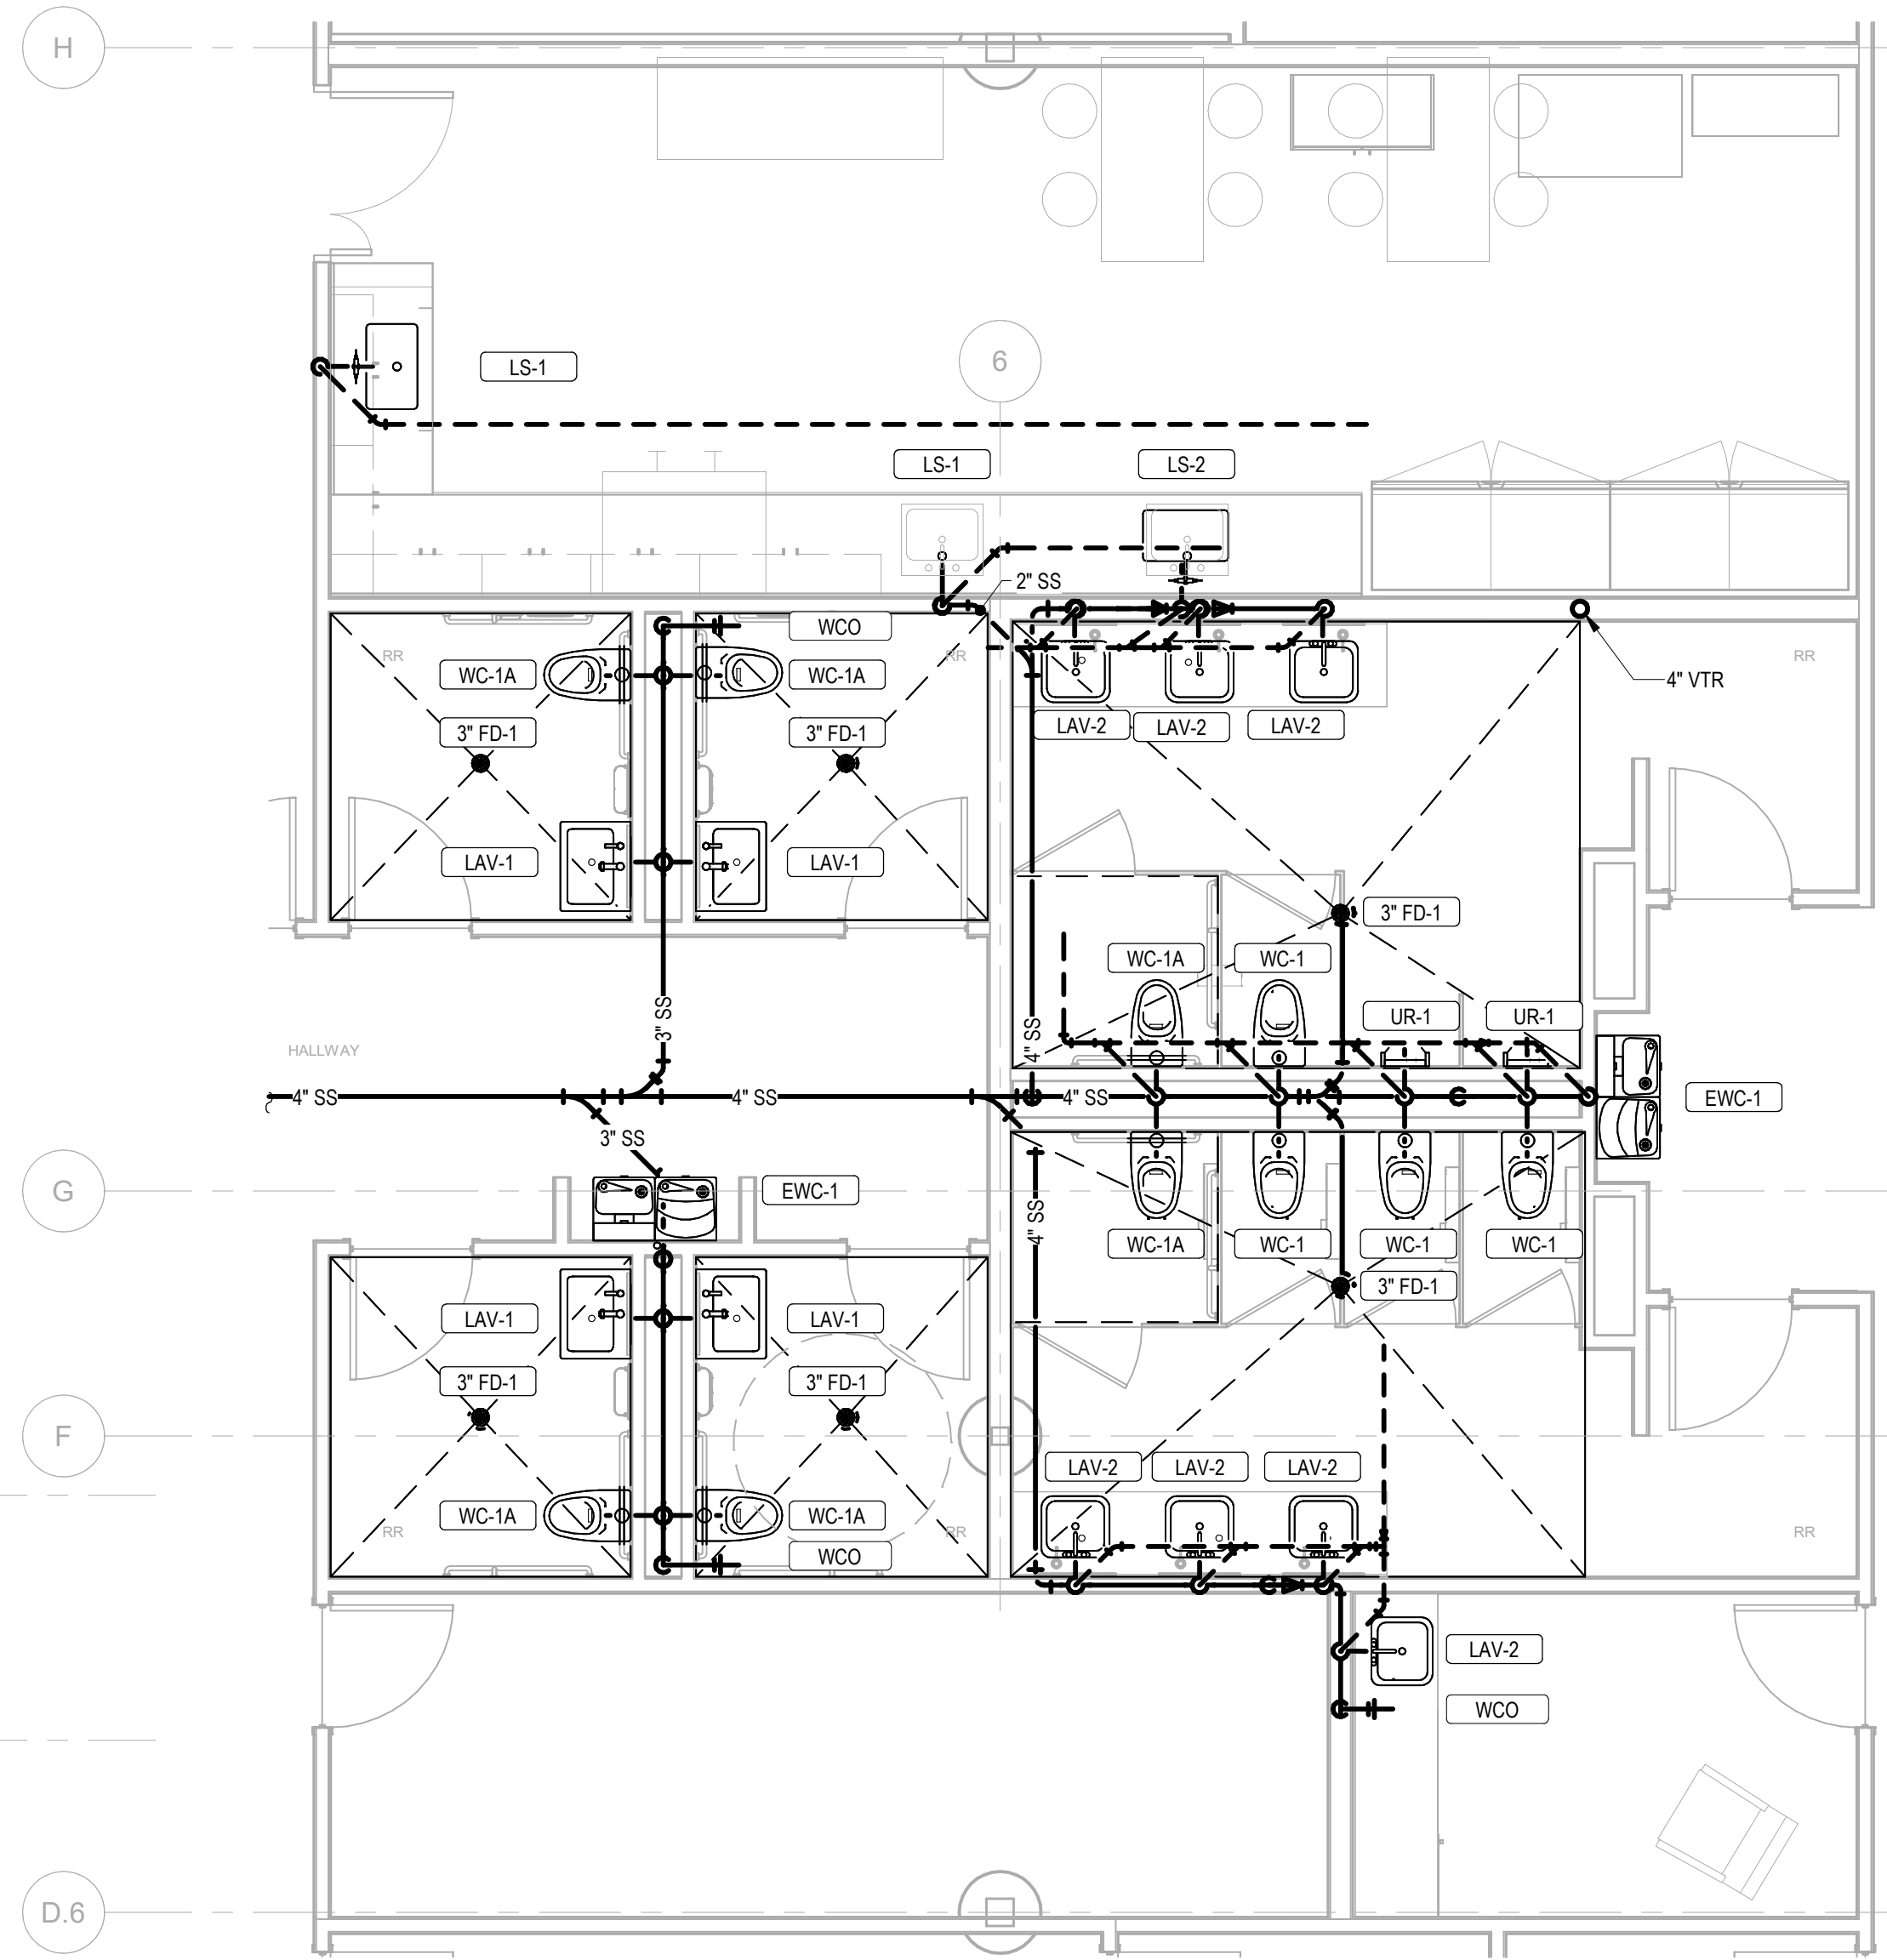 H
LS-1
6
LS-1
LS-2
2" SS
WCO
RR
RR
RR
WC-1A
WC-1A
4" VTR
LAV-2
LAV-2
LAV-2
3" FD-1
3" FD-1
LAV-1
LAV-1
3" FD-1
WC-1A
WC-1
UR-1
UR-1
3" SS
4" SS
HALLWAY
4" SS
4" SS
4" SS
EWC-1
3" SS
G
EWC-1
4" SS
WC-1A
WC-1
WC-1
WC-1
3" FD-1
LAV-1
LAV-1
3" FD-1
3" FD-1
F
LAV-2
LAV-2
LAV-2
WC-1A
WC-1A
RR
RR
RR
WCO
LAV-2
WCO
D.6